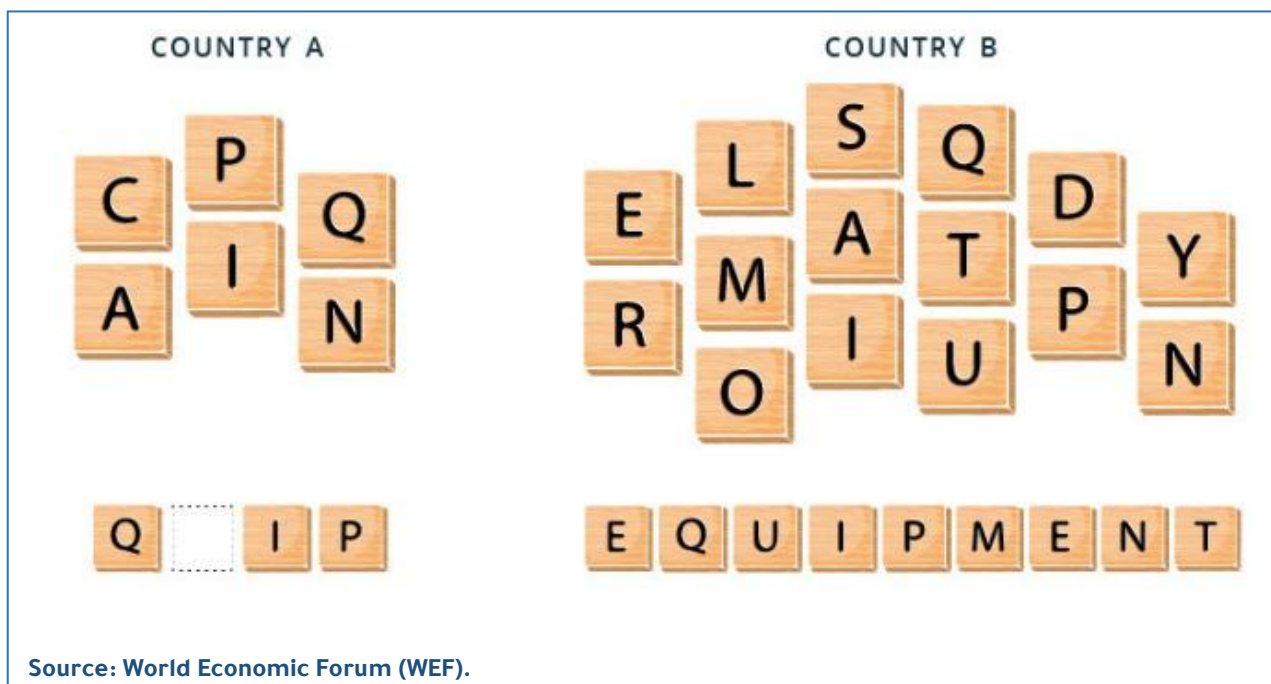 COUNTRY A
C P Q
A I N
Q I P
COUNTRY B
E L S Q D Y
R M A T P N
O I U
E Q U I P M E N T
Source: World Economic Forum (WEF).